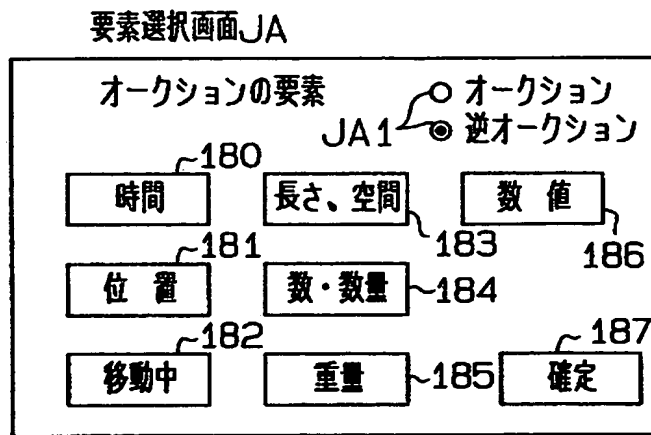 要素選択画面JA
オークションの要素
○ オークション
JA1
◉ 逆オークション
180
時間
長さ、空間
183
数 値
186
181
位 置
数・数量
184
182
移動中
重量
185
187
確定